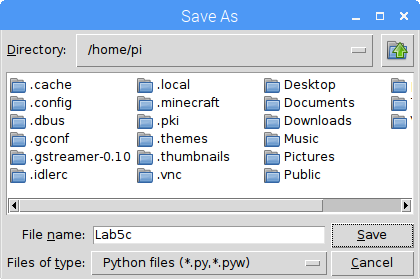 Save As
Directory: /home/pi
.cache .local Desktop
.config .minecraft Documents
.dbus .pki Downloads
.gconf .themes Music
.gstreamer-0.10 .thumbnails Pictures
.idlerc .vnc Public
File name: Lab5c Save
Files of type: Python files (*.py,*.pyw) Cancel